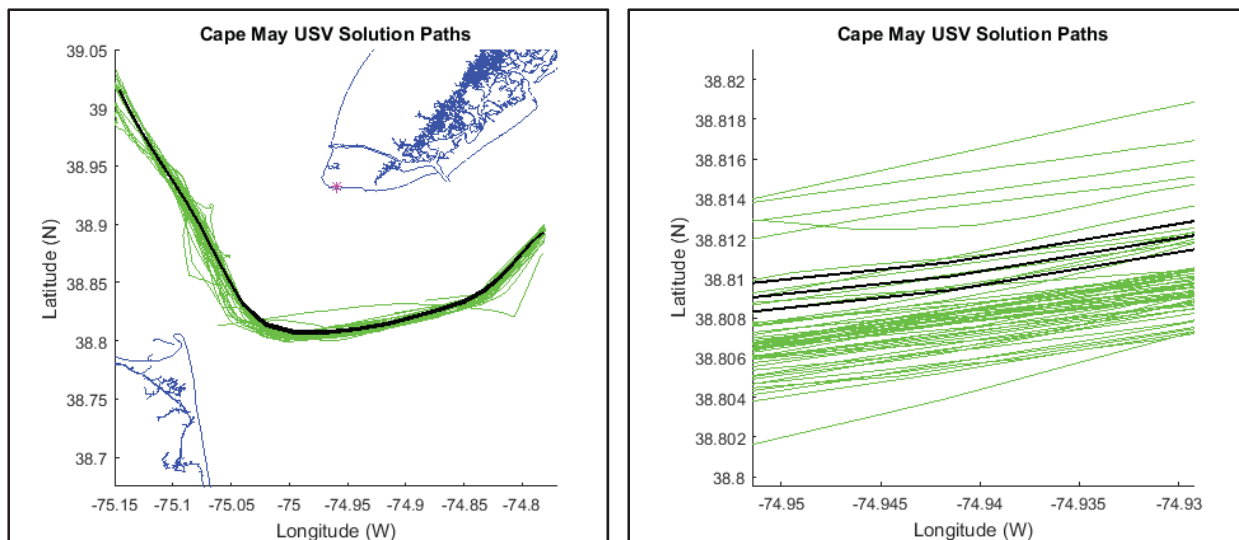 Cape May USV Solution Paths
39.05
39
38.95
38.9
38.85
38.8
38.75
38.7
Latitude (N)
-75.15 -75.1 -75.05 -75 -74.95 -74.9 -74.85 -74.8
Longitude (W)
Cape May USV Solution Paths
38.82
38.818
38.816
38.814
38.812
38.81
38.808
38.806
38.804
38.802
38.8
Latitude (N)
-74.95 -74.945 -74.94 -74.935 -74.93
Longitude (W)